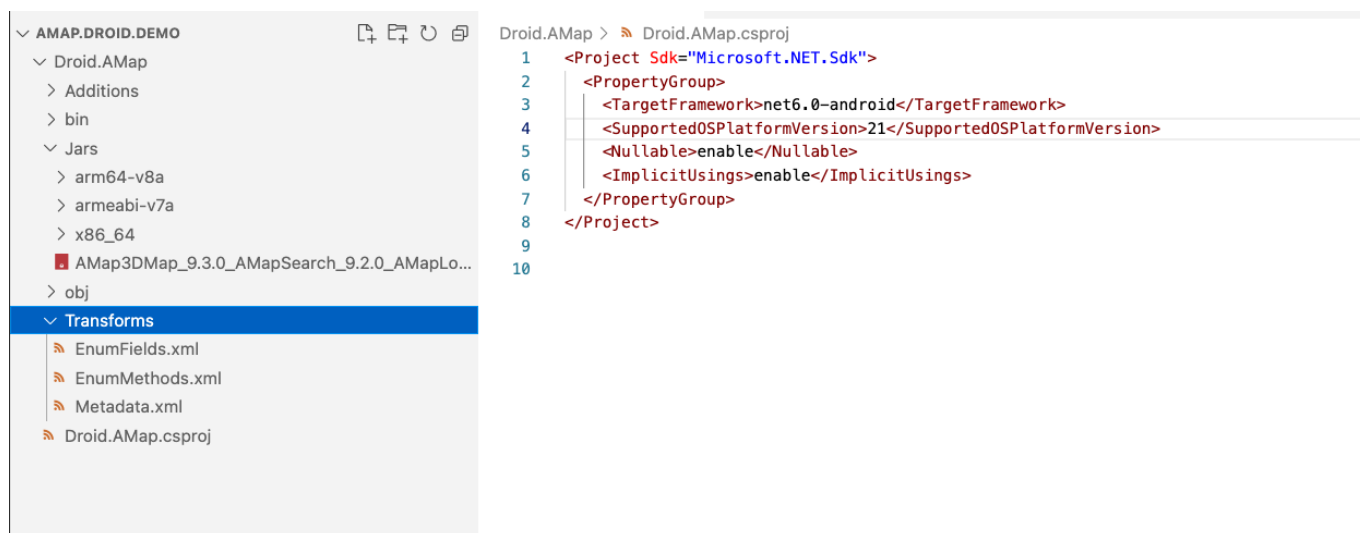 AMAP.DROID.DEMO
Droid.AMap
Additions
bin
Jars
arm64-v8a
armeabi-v7a
x86_64
AMap3DMap_9.3.0_AMapSearch_9.2.0_AMapLo...
obj
Transforms
EnumFields.xml
EnumMethods.xml
Metadata.xml
Droid.AMap.csproj
Droid.AMap > Droid.AMap.csproj
1 <Project Sdk="Microsoft.NET.Sdk">
2 <PropertyGroup>
3 <TargetFramework>net6.0-android</TargetFramework>
4 <SupportedOSPlatformVersion>21</SupportedOSPlatformVersion>
5 <Nullable>enable</Nullable>
6 <ImplicitUsings>enable</ImplicitUsings>
7 </PropertyGroup>
8 </Project>
9
10